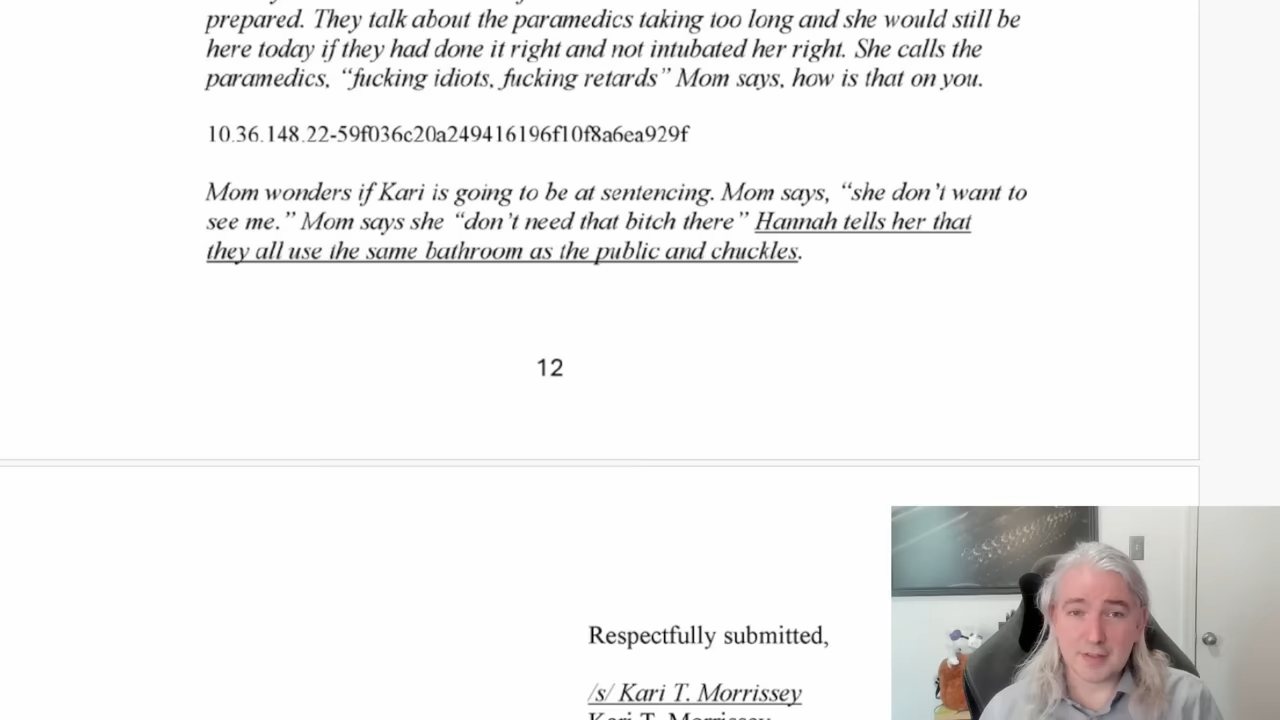 prepared. They talk about the paramedics taking too long and she would still be
here today if they had done it right and not intubated her right. She calls the
paramedics, “fucking idiots, fucking retards” Mom says, how is that on you.
10.36.148.22-59f036c20a249416196f10f8a6ea929f
Mom wonders if Kari is going to be at sentencing. Mom says, “she don’t want to
see me.” Mom says she “don’t need that bitch there” Hannah tells her that
they all use the same bathroom as the public and chuckles.
12
Respectfully submitted,
/s/ Kari T. Morrissey
Kari T. Morrissey